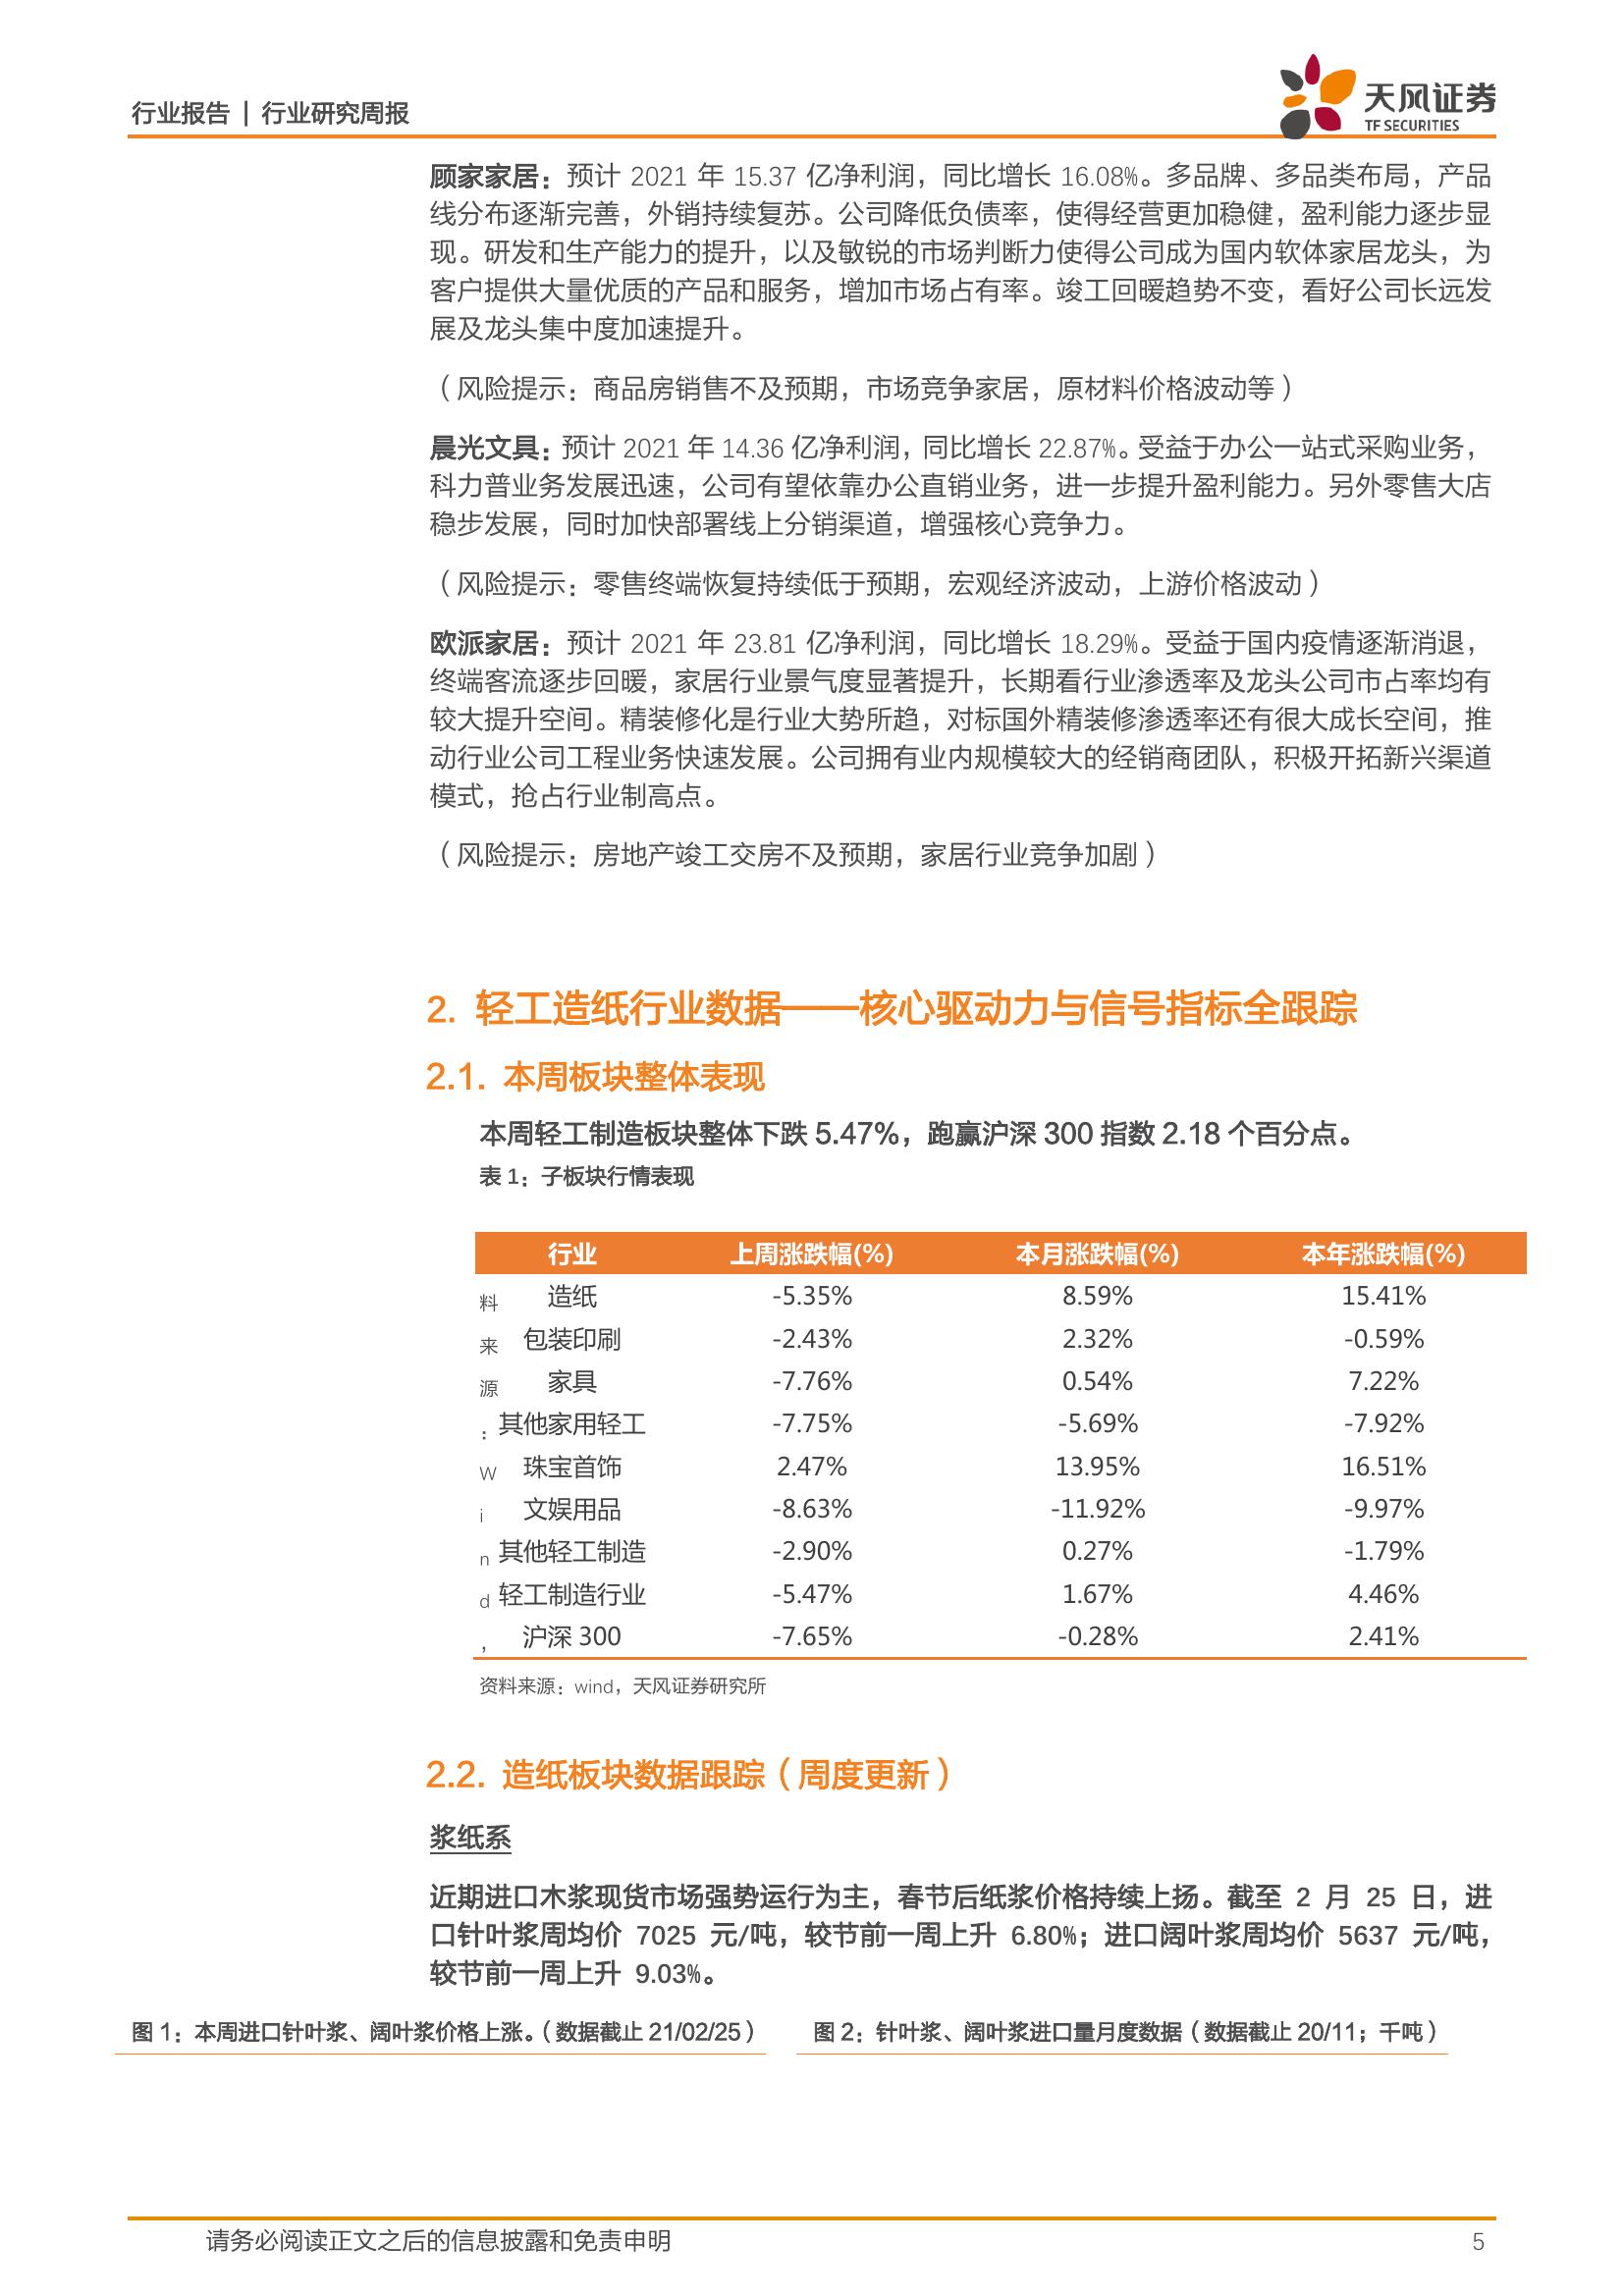 行业报告 | 行业研究周报
天风证券
TF SECURITIES
顾家家居：预计 2021 年 15.37 亿净利润，同比增长 16.08%。多品牌、多品类布局，产品
线分布逐渐完善，外销持续复苏。公司降低负债率，使得经营更加稳健，盈利能力逐步显
现。研发和生产能力的提升，以及敏锐的市场判断力使得公司成为国内软体家居龙头，为
客户提供大量优质的产品和服务，增加市场占有率。竣工回暖趋势不变，看好公司长远发
展及龙头集中度加速提升。
（风险提示：商品房销售不及预期，市场竞争家居，原材料价格波动等）
晨光文具：预计 2021 年 14.36 亿净利润，同比增长 22.87%。受益于办公一站式采购业务，
科力普业务发展迅速，公司有望依靠办公直销业务，进一步提升盈利能力。另外零售大店
稳步发展，同时加快部署线上分销渠道，增强核心竞争力。
（风险提示：零售终端恢复持续低于预期，宏观经济波动，上游价格波动）
欧派家居：预计 2021 年 23.81 亿净利润，同比增长 18.29%。受益于国内疫情逐渐消退，
终端客流逐步回暖，家居行业景气度显著提升，长期看行业渗透率及龙头公司市占率均有
较大提升空间。精装修化是行业大势所趋，对标国外精装修渗透率还有很大成长空间，推
动行业公司工程业务快速发展。公司拥有业内规模较大的经销商团队，积极开拓新兴渠道
模式，抢占行业制高点。
（风险提示：房地产竣工交房不及预期，家居行业竞争加剧）
2. 轻工造纸行业数据——核心驱动力与信号指标全跟踪
2.1. 本周板块整体表现
本周轻工制造板块整体下跌 5.47%，跑赢沪深 300 指数 2.18 个百分点。
表 1：子板块行情表现
行业 上周涨跌幅(%) 本月涨跌幅(%) 本年涨跌幅(%)
料 造纸 -5.35% 8.59% 15.41%
来 包装印刷 -2.43% 2.32% -0.59%
源 家具 -7.76% 0.54% 7.22%
： 其他家用轻工 -7.75% -5.69% -7.92%
W 珠宝首饰 2.47% 13.95% 16.51%
i 文娱用品 -8.63% -11.92% -9.97%
n 其他轻工制造 -2.90% 0.27% -1.79%
d 轻工制造行业 -5.47% 1.67% 4.46%
， 沪深 300 -7.65% -0.28% 2.41%
资料来源：wind，天风证券研究所
2.2. 造纸板块数据跟踪（周度更新）
浆纸系
近期进口木浆现货市场强势运行为主，春节后纸浆价格持续上扬。截至 2 月 25 日，进
口针叶浆周均价 7025 元/吨，较节前一周上升 6.80%；进口阔叶浆周均价 5637 元/吨，
较节前一周上升 9.03%。
图 1：本周进口针叶浆、阔叶浆价格上涨。（数据截止 21/02/25） 图 2：针叶浆、阔叶浆进口量月度数据（数据截止 20/11；千吨）
请务必阅读正文之后的信息披露和免责申明 5